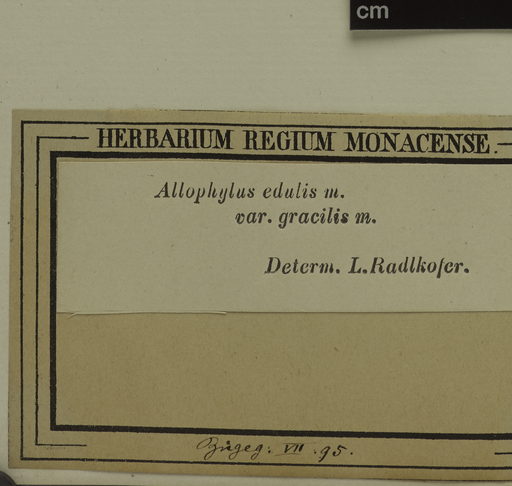 cm
HERBARIUM REGIUM MONACENSE.
Allophylus edulis m.
var. gracilis m.
Determ. L. Radlkofer.
VII. 95.